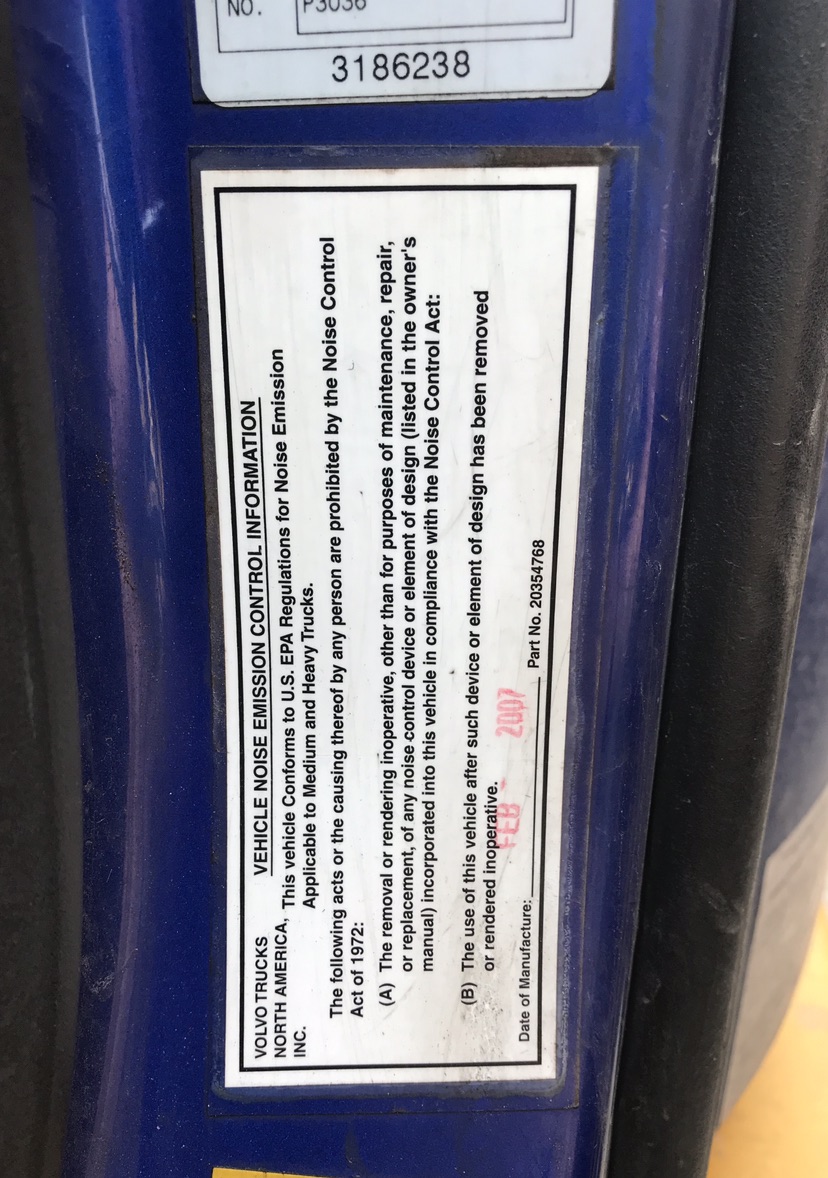 NO. P3036
3186238
VOLVO TRUCKS
NORTH AMERICA,
INC.
VEHICLE NOISE EMISSION CONTROL INFORMATION
This vehicle Conforms to U.S. EPA Regulations for Noise Emission
Applicable to Medium and Heavy Trucks.
The following acts or the causing thereof by any person are prohibited by the Noise Control
Act of 1972:
(A) The removal or rendering inoperative, other than for purposes of maintenance, repair,
or replacement, of any noise control device or element of design (listed in the owner's
manual) incorporated into this vehicle in compliance with the Noise Control Act:
(B) The use of this vehicle after such device or element of design has been removed
or rendered inoperative.
FEB - 2007
Date of Manufacture: Part No. 20354768